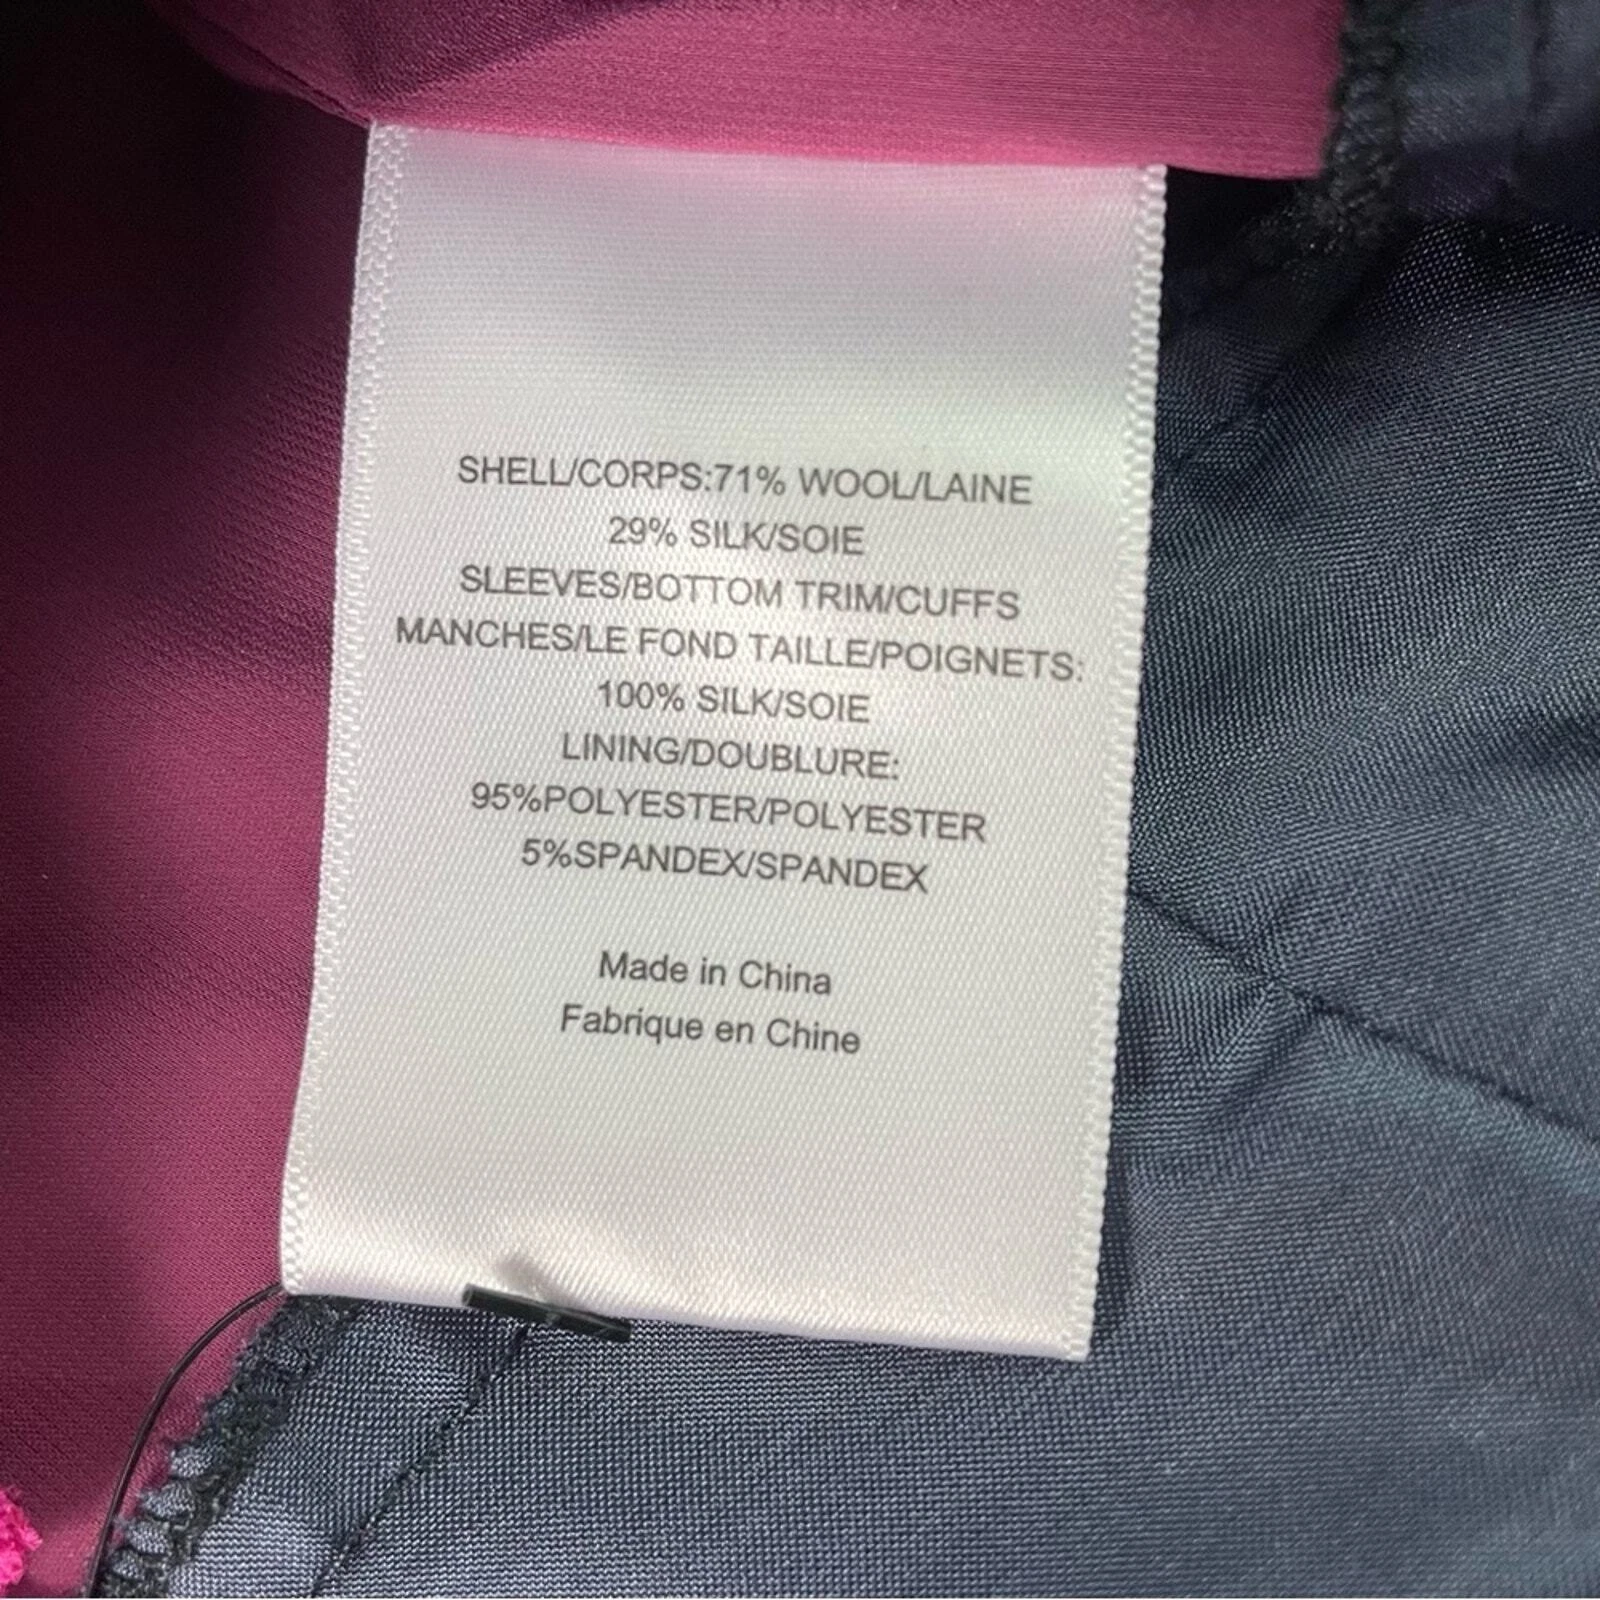 SHELL/CORPS:71% WOOL/LAINE
29% SILK/SOIE
SLEEVES/BOTTOM TRIM/CUFFS
MANCHES/LE FOND TAILLE/POIGNETS:
100% SILK/SOIE
LINING/DOUBLURE:
95%POLYESTER/POLYESTER
5%SPANDEX/SPANDEX
Made in China
Fabrique en Chine